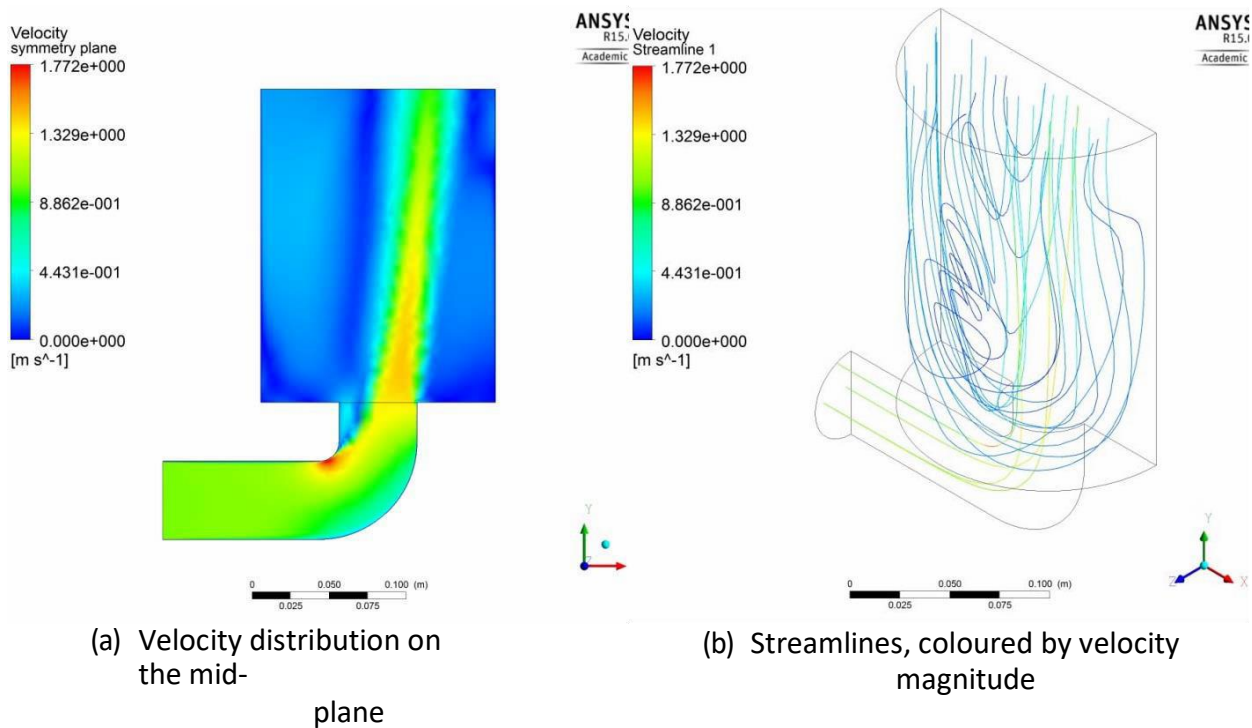 Velocity
symmetry plane
1.772e+000
1.329e+000
8.862e-001
4.431e-001
0.000e+000
[m s^-1]
ANSYS
R15.
Academic
0 0.050 0.100 (m)
0.025 0.075
Velocity
Streamline 1
1.772e+000
1.329e+000
8.862e-001
4.431e-001
0.000e+000
[m s^-1]
ANSYS
R15.
Academic
Y
X
Z
0 0.050 0.100 (m)
0.025 0.075
(a) Velocity distribution on
the mid-
plane
(b) Streamlines, coloured by velocity
magnitude